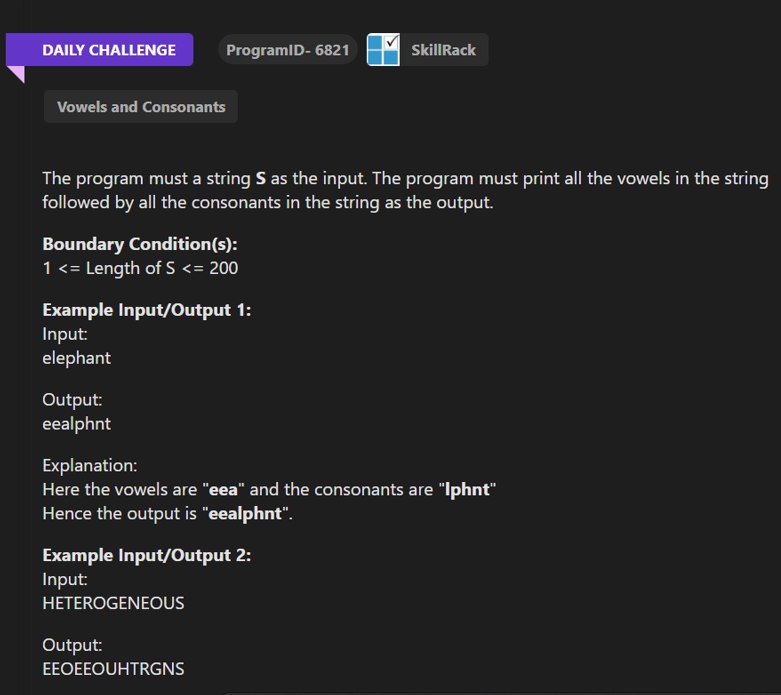 DAILY CHALLENGE ProgramID- 6821 SkillRack
Vowels and Consonants
The program must a string S as the input. The program must print all the vowels in the string
followed by all the consonants in the string as the output.
Boundary Condition(s):
1 <= Length of S <= 200
Example Input/Output 1:
Input:
elephant
Output:
eealphnt
Explanation:
Here the vowels are "eea" and the consonants are "lphnt"
Hence the output is "eealphnt".
Example Input/Output 2:
Input:
HETEROGENEOUS
Output:
EEOEEOUHTRGNS